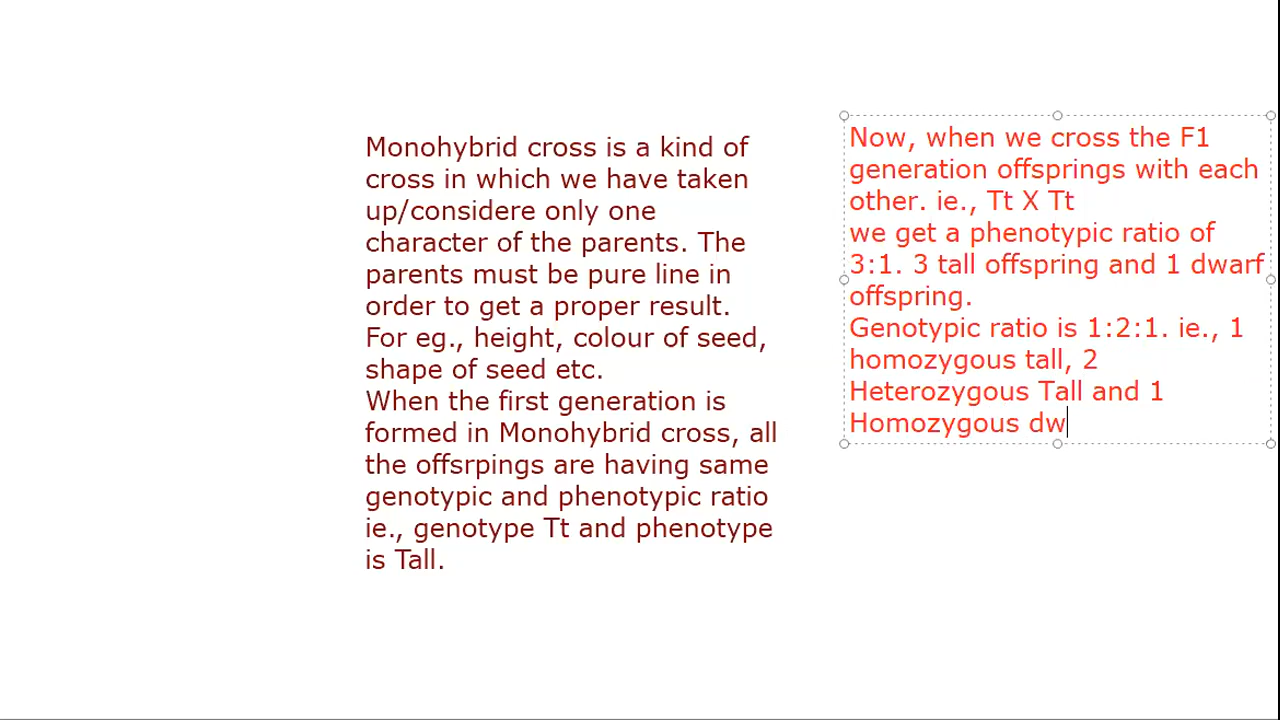 Monohybrid cross is a kind of
cross in which we have taken
up/considere only one
character of the parents. The
parents must be pure line in
order to get a proper result.
For eg., height, colour of seed,
shape of seed etc.
When the first generation is
formed in Monohybrid cross, all
the offsrpings are having same
genotypic and phenotypic ratio
ie., genotype Tt and phenotype
is Tall.
Now, when we cross the F1
generation offsprings with each
other. ie., Tt X Tt
we get a phenotypic ratio of
3:1. 3 tall offspring and 1 dwarf
offspring.
Genotypic ratio is 1:2:1. ie., 1
homozygous tall, 2
Heterozygous Tall and 1
Homozygous dw